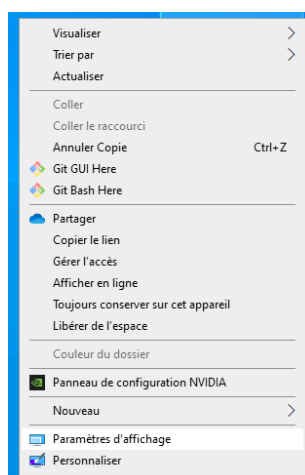 Visualiser
Trier par
Actualiser
Coller
Coller le raccourci
Annuler Copie Ctrl+Z
Git GUI Here
Git Bash Here
Partager
Copier le lien
Gérer l'accès
Afficher en ligne
Toujours conserver sur cet appareil
Libérer de l'espace
Couleur du dossier
Panneau de configuration NVIDIA
Nouveau
Paramètres d'affichage
Personnaliser